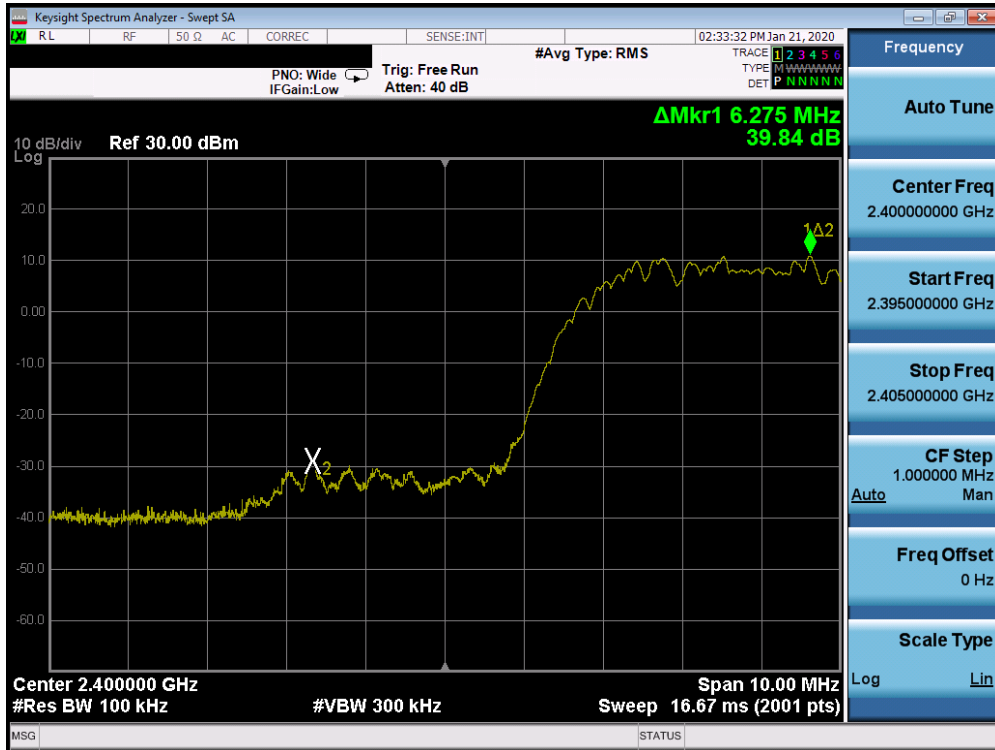 Keysight Spectrum Analyzer - Swept SA
LXI RL RF 50 Ω AC CORREC SENSE:INT 02:33:32 PM Jan 21, 2020
#Avg Type: RMS TRACE 1 2 3 4 5 6
PNO: Wide Trig: Free Run TYPE M WWWWW
IFGain:Low Atten: 40 dB DET P N N N N N
ΔMkr1 6.275 MHz
39.84 dB
10 dB/div Ref 30.00 dBm
Log
20.0
10.0
0.00
-10.0
-20.0
-30.0
-40.0
-50.0
-60.0
1Δ2
X2
Center 2.400000 GHz Span 10.00 MHz
#Res BW 100 kHz #VBW 300 kHz Sweep 16.67 ms (2001 pts)
MSG STATUS
Frequency
Auto Tune
Center Freq
2.400000000 GHz
Start Freq
2.395000000 GHz
Stop Freq
2.405000000 GHz
CF Step
1.000000 MHz
Auto Man
Freq Offset
0 Hz
Scale Type
Log Lin